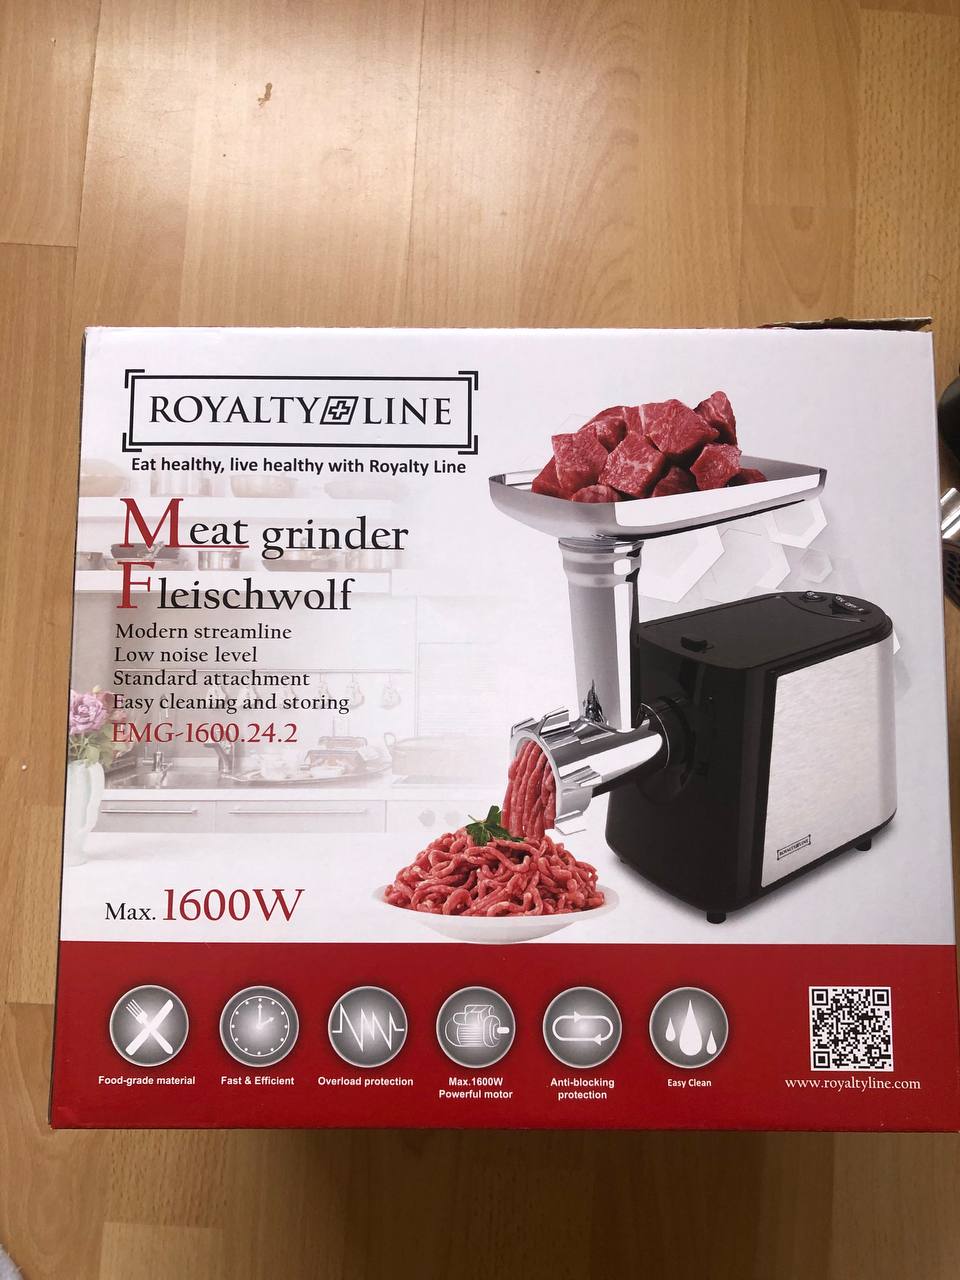 ROYALTY LINE
Eat healthy, live healthy with Royalty Line
Meat grinder
Fleischwolf
Modern streamline
Low noise level
Standard attachment
Easy cleaning and storing
EMG-1600.24.2
Max. 1600W
ROYALTY LINE
Food-grade material
Fast & Efficient
Overload protection
Max.1600W
Powerful motor
Anti-blocking
protection
Easy Clean
www.royaltyline.com